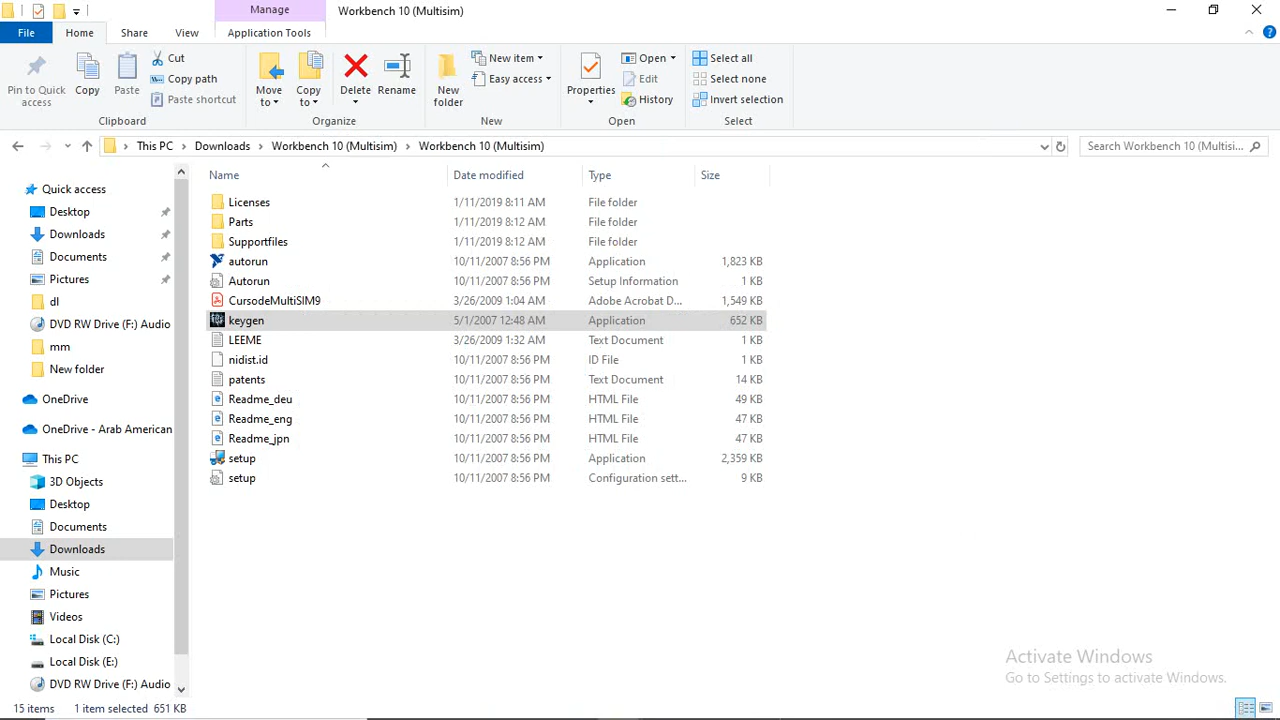 Manage
Workbench 10 (Multisim)
File
Home
Share
View
Application Tools
Pin to Quick access
Copy
Paste
Cut
Copy path
Paste shortcut
Clipboard
Move to
Copy to
Delete
Rename
Organize
New folder
New item
Easy access
New
Properties
Open
Edit
History
Open
Select all
Select none
Invert selection
Select
This PC
Downloads
Workbench 10 (Multisim)
Workbench 10 (Multisim)
Search Workbench 10 (Multisi...
Name Date modified Type Size
Quick access
Desktop
Downloads
Documents
Pictures
dl
DVD RW Drive (F:) Audio
mm
New folder
OneDrive
OneDrive - Arab American
This PC
3D Objects
Desktop
Documents
Downloads
Music
Pictures
Videos
Local Disk (C:)
Local Disk (E:)
DVD RW Drive (F:) Audio
Licenses 1/11/2019 8:11 AM File folder
Parts 1/11/2019 8:12 AM File folder
Supportfiles 1/11/2019 8:12 AM File folder
autorun 10/11/2007 8:56 PM Application 1,823 KB
Autorun 10/11/2007 8:56 PM Setup Information 1 KB
CursodeMultiSIM9 3/26/2009 1:04 AM Adobe Acrobat D... 1,549 KB
keygen 5/1/2007 12:48 AM Application 652 KB
LEEME 3/26/2009 1:32 AM Text Document 1 KB
nidist.id 10/11/2007 8:56 PM ID File 1 KB
patents 10/11/2007 8:56 PM Text Document 14 KB
Readme_deu 10/11/2007 8:56 PM HTML File 49 KB
Readme_eng 10/11/2007 8:56 PM HTML File 47 KB
Readme_jpn 10/11/2007 8:56 PM HTML File 47 KB
setup 10/11/2007 8:56 PM Application 2,359 KB
setup 10/11/2007 8:56 PM Configuration sett... 9 KB
Activate Windows
Go to Settings to activate Windows.
15 items 1 item selected 651 KB